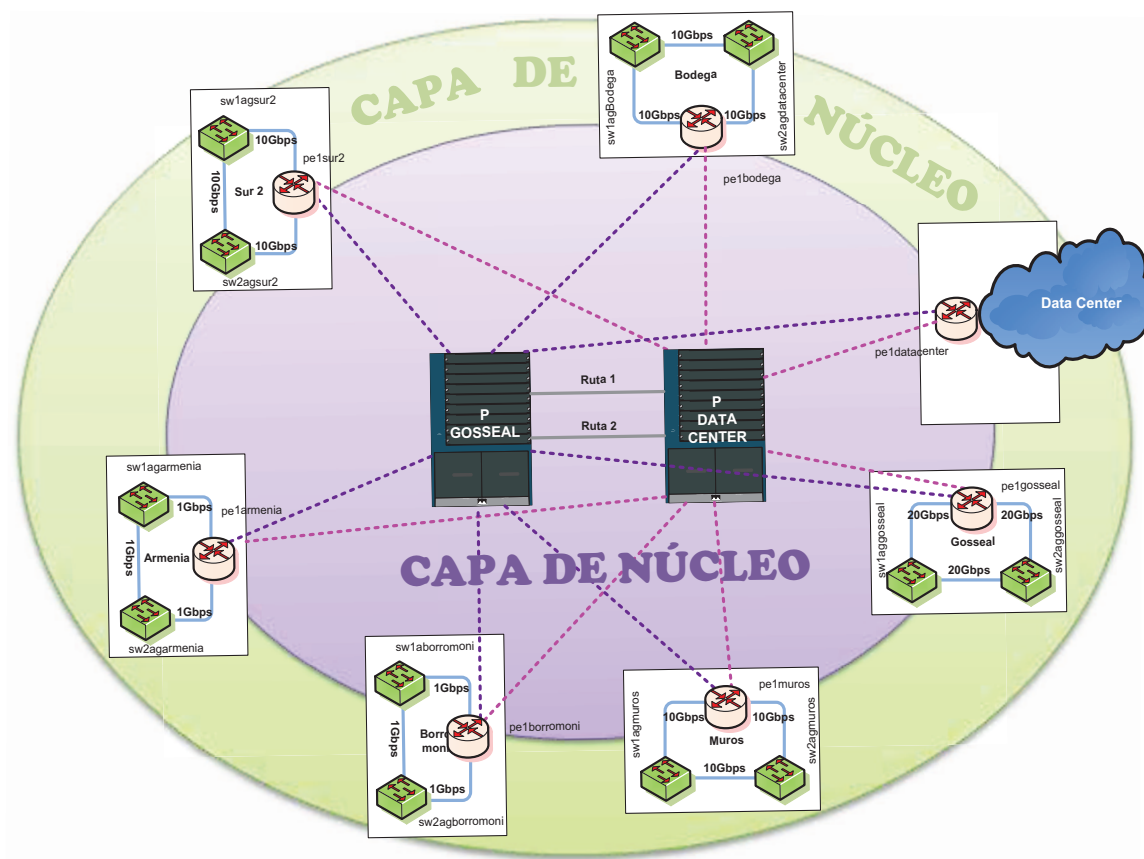 CAPA DE
NÚCLEO
10Gbps
Bodega
sw1agBodega
sw2agdatacenter
10Gbps
10Gbps
pe1bodega
sw1agsur2
10Gbps
pe1sur2
10Gbps
Sur 2
10Gbps
sw2agsur2
Data Center
pe1datacenter
Ruta 1
P
GOSSEAL
P
DATA
CENTER
Ruta 2
sw1agarmenia
1Gbps
pe1armenia
1Gbps
Armenia
1Gbps
sw2agarmenia
pe1gosseal
sw1aggosseal
20Gbps
20Gbps
Gosseal
sw2aggosseal
20Gbps
CAPA DE NÚCLEO
sw1aborromoni
1Gbps
1Gbps
Borro
moni
pe1borromoni
1Gbps
sw2agborromoni
pe1muros
sw1agmuros
10Gbps
10Gbps
Muros
sw2agmuros
10Gbps